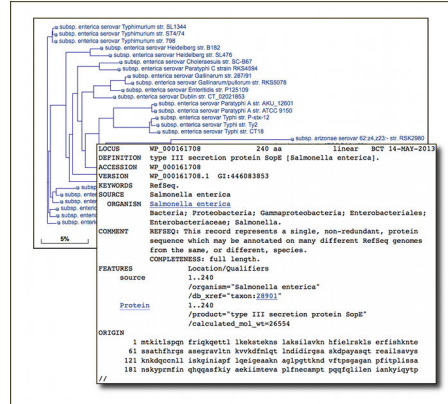 subsp. enterica serovar Typhimurium str. SL1344
subsp. enterica serovar Typhimurium str. ST4/74
subsp. enterica serovar Typhimurium str. 798
subsp. enterica serovar Heidelberg str. B182
subsp. enterica serovar Heidelberg str. SL476
subsp. enterica serovar Choleraesuis str. SC-B67
subsp. enterica serovar Paratyphi C strain RKS4594
subsp. enterica serovar Gallinarum str. 287/91
subsp. enterica serovar Gallinarum/pullorum str. RKS5078
subsp. enterica serovar Enteritidis str. P125109
subsp. enterica serovar Dublin str. CT_02021853
subsp. enterica serovar Paratyphi A str. AKU_12601
subsp. enterica serovar Paratyphi A str. ATCC 9150
subsp. enterica serovar Typhi str. P-stx-12
subsp. enterica serovar Typhi str. Ty2
subsp. enterica serovar Typhi str. CT18
subsp. arizonae serovar 62:z4,z23:- str. RSK2980
5%
LOCUS WP_000161708 240 aa linear BCT 14-MAY-2013
DEFINITION type III secretion protein SopE [Salmonella enterica].
ACCESSION WP_000161708
VERSION WP_000161708.1 GI:446083853
KEYWORDS RefSeq.
SOURCE Salmonella enterica
ORGANISM Salmonella enterica
Bacteria; Proteobacteria; Gammaproteobacteria; Enterobacteriales;
Enterobacteriaceae; Salmonella.
COMMENT REFSEQ: This record represents a single, non-redundant, protein
sequence which may be annotated on many different RefSeq genomes
from the same, or different, species.
COMPLETENESS: full length.
FEATURES Location/Qualifiers
source 1..240
/organism="Salmonella enterica"
/db_xref="taxon:28901"
Protein 1..240
/product="type III secretion protein SopE"
/calculated_mol_wt=26554
ORIGIN
1 mtkitlspqn friqkqettl lkekstekns laksilavkn hfielrskls erfishknte
61 ssathfhrgs asegravltn kvvkdfmlqt lndidirgsa skdpayasqt reailsavys
121 knkdqccnll iskginiapf lqeigeaakn aglpgttknd vftpsgagan pfitplissa
181 nskyprmfin qhqqasfkiy aekiimteva plfnecampt pqqfqlilen iankyiqytp
//